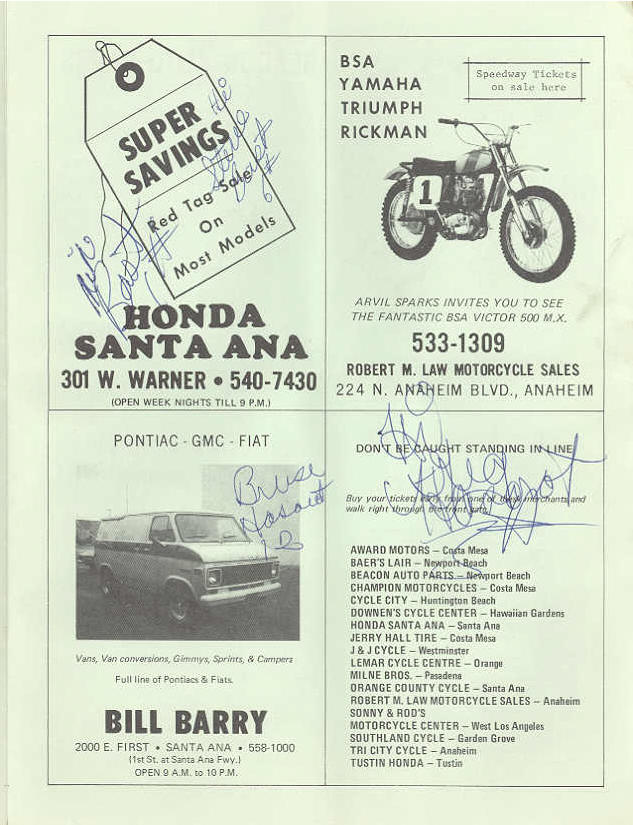 SUPER
SAVINGS
Red Tag Sale
On
Most Models
HONDA
SANTA ANA
301 W. WARNER • 540-7430
(OPEN WEEK NIGHTS TILL 9 P.M.)
BSA
YAMAHA
TRIUMPH
RICKMAN
Speedway Tickets
on sale here
1
ARVIL SPARKS INVITES YOU TO SEE
THE FANTASTIC BSA VICTOR 500 M.X.
533-1309
ROBERT M. LAW MOTORCYCLE SALES
224 N. ANAHEIM BLVD., ANAHEIM
PONTIAC - GMC - FIAT
Bruse
Vans, Van conversions, Gimmys, Sprints, & Campers
Full line of Pontiacs & Fiats.
BILL BARRY
2000 E. FIRST • SANTA ANA • 558-1000
(1st St. at Santa Ana Fwy.)
OPEN 9 A.M. to 10 P.M.
DON'T BE CAUGHT STANDING IN LINE
Buy your tickets early from one of these merchants and
walk right through the front gate.
AWARD MOTORS – Costa Mesa
BAER'S LAIR – Newport Beach
BEACON AUTO PARTS – Newport Beach
CHAMPION MOTORCYCLES – Costa Mesa
CYCLE CITY – Huntington Beach
DOWNEN'S CYCLE CENTER – Hawaiian Gardens
HONDA SANTA ANA – Santa Ana
JERRY HALL TIRE – Costa Mesa
J & J CYCLE – Westminster
LEMAR CYCLE CENTRE – Orange
MILNE BROS. – Pasadena
ORANGE COUNTY CYCLE – Santa Ana
ROBERT M. LAW MOTORCYCLE SALES – Anaheim
SONNY & ROD'S
MOTORCYCLE CENTER – West Los Angeles
SOUTHLAND CYCLE – Garden Grove
TRI CITY CYCLE – Anaheim
TUSTIN HONDA – Tustin